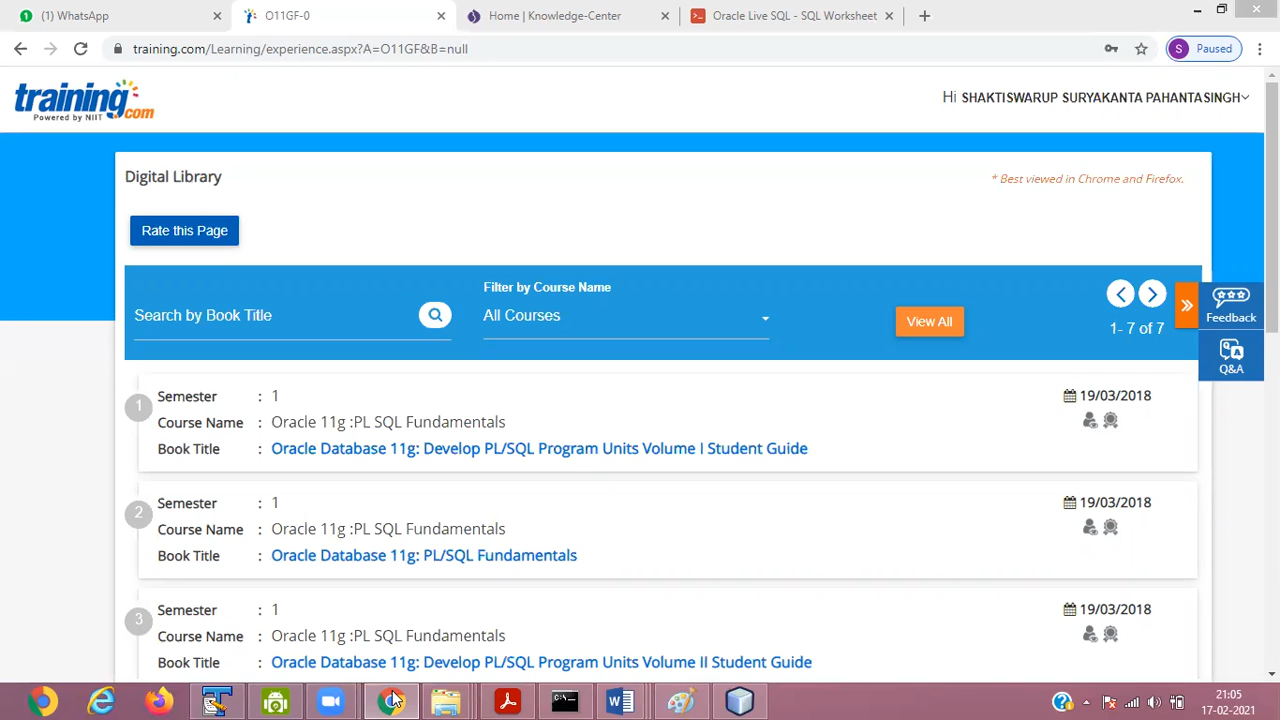 (1) WhatsApp
O11GF-0
Home | Knowledge-Center
Oracle Live SQL - SQL Worksheet
training.com/Learning/experience.aspx?A=O11GF&B=null
S Paused
training.com
Powered by NIIT
Hi SHAKTISWARUP SURYAKANTA PAHANTASINGH
Digital Library
* Best viewed in Chrome and Firefox.
Rate this Page
Filter by Course Name
Search by Book Title
All Courses
View All
1- 7 of 7
Feedback
Q&A
1
Semester : 1
19/03/2018
Course Name : Oracle 11g :PL SQL Fundamentals
Book Title : Oracle Database 11g: Develop PL/SQL Program Units Volume I Student Guide
2
Semester : 1
19/03/2018
Course Name : Oracle 11g :PL SQL Fundamentals
Book Title : Oracle Database 11g: PL/SQL Fundamentals
3
Semester : 1
19/03/2018
Course Name : Oracle 11g :PL SQL Fundamentals
Book Title : Oracle Database 11g: Develop PL/SQL Program Units Volume II Student Guide
21:05
17-02-2021